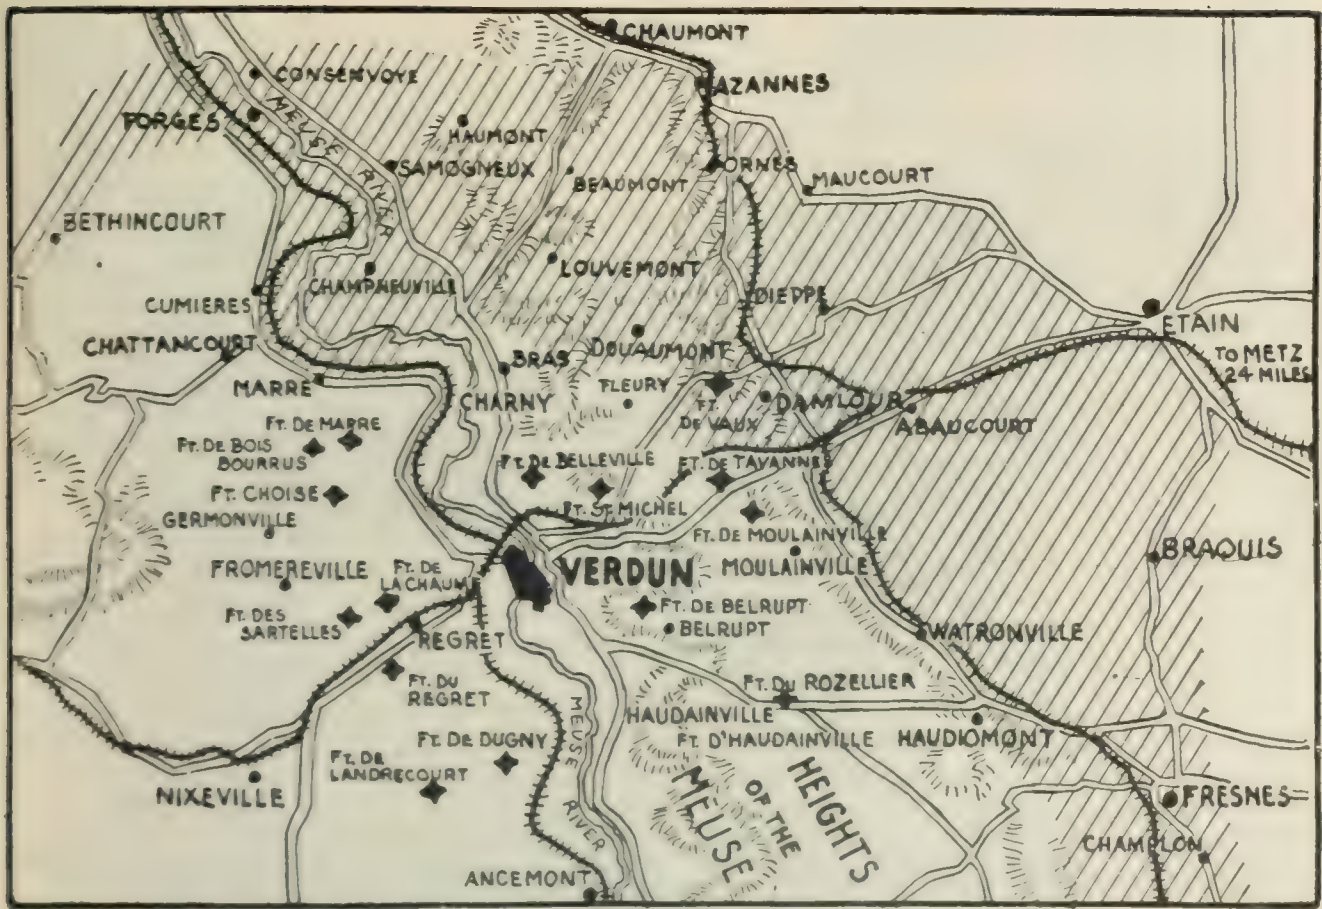 CHAUMONT
CONSENVOYE
AZANNES
FORGES
MEUSE RIVER
HAUMONT
SAMOGNEUX
BEAUMONT
ORNES
MAUCOURT
BETHINCOURT
LOUVEMONT
CHAMPNEUVILLE
DIEPPE
CUMIERES
ETAIN
CHATTANCOURT
DOUAUMONT
BRAS
TO METZ
24 MILES
MARRE
FLEURY
CHARNY
FT.
DE VAUX
DAMLOUR
ABAUCOURT
FT. DE MARRE
FT. DE BOIS
BOURRUS
FT. DE BELLEVILLE
FT. DE TAVANNES
FT. CHOISE
FT. ST. MICHEL
GERMONVILLE
FT. DE MOULAINVILLE
BRAQUIS
FROMEREVILLE
FT. DE
LACHAUME
VERDUN
MOULAINVILLE
FT. DES
SARTELLES
FT. DE BELRUPT
BELRUPT
WATRONVILLE
REGRET
FT. DU
REGRET
FT. DU ROZELLIER
MEUSE RIVER
HAUDAINVILLE
FT. D'HAUDAINVILLE
HAUDIOMONT
FT. DE DUGNY
FT. DE
LANDRECOURT
HEIGHTS
OF THE
MEUSE
NIXEVILLE
FRESNES
CHAMPLON
ANCEMONT